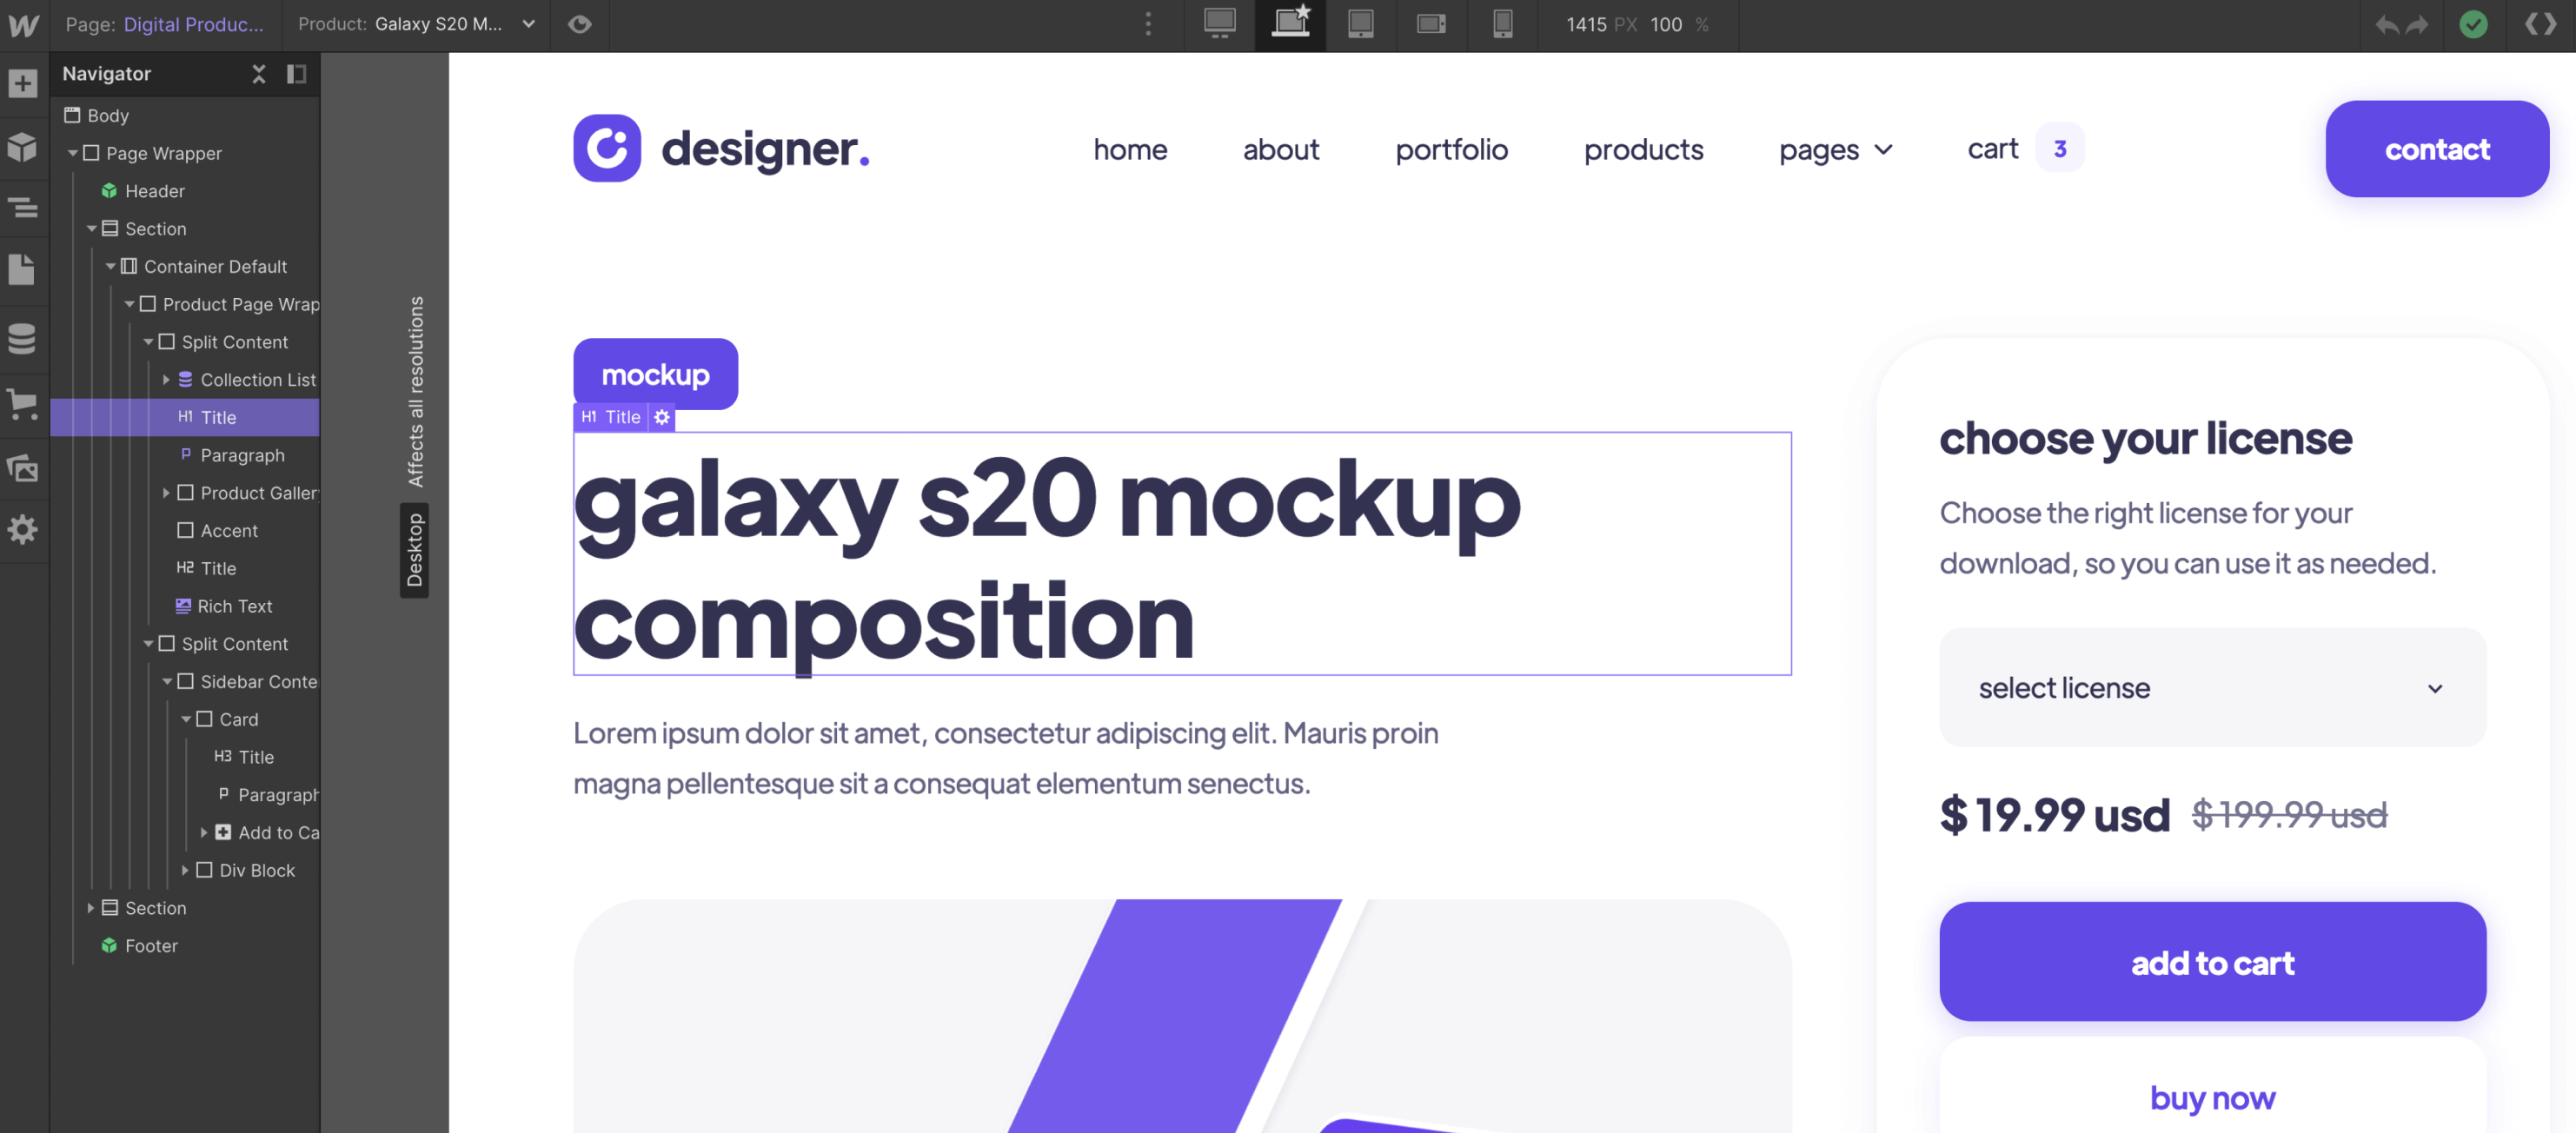 Page: Digital Produc...
Product: Galaxy S20 M...
1415 PX 100 %
Navigator
Body
Page Wrapper
Header
Section
Container Default
Product Page Wrap
Split Content
Collection List
H1 Title
P Paragraph
Product Galler
Accent
H2 Title
Rich Text
Split Content
Sidebar Conte
Card
H3 Title
P Paragraph
Add to Ca
Div Block
Section
Footer
Affects all resolutions
Desktop
designer.
home
about
portfolio
products
pages
cart 3
contact
mockup
H1 Title
galaxy s20 mockup
composition
Lorem ipsum dolor sit amet, consectetur adipiscing elit. Mauris proin
magna pellentesque sit a consequat elementum senectus.
choose your license
Choose the right license for your
download, so you can use it as needed.
select license
$ 19.99 usd $ 199.99 usd
add to cart
buy now